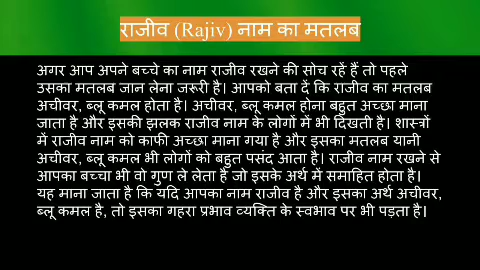 राजीव (Rajiv) नाम का मतलब
अगर आप अपने बच्चे का नाम राजीव रखने की सोच रहें हैं तो पहले
उसका मतलब जान लेना जरूरी है। आपको बता दें कि राजीव का मतलब
अचीवर, ब्लू कमल होता है। अचीवर, ब्लू कमल होना बहुत अच्छा माना
जाता है और इसकी झलक राजीव नाम के लोगों में भी दिखती है। शास्त्रों
में राजीव नाम को काफी अच्छा माना गया है और इसका मतलब यानी
अचीवर, ब्लू कमल भी लोगों को बहुत पसंद आता है। राजीव नाम रखने से
आपका बच्चा भी वो गुण ले लेता है जो इसके अर्थ में समाहित होता है।
यह माना जाता है कि यदि आपका नाम राजीव है और इसका अर्थ अचीवर,
ब्लू कमल है, तो इसका गहरा प्रभाव व्यक्ति के स्वभाव पर भी पड़ता है।